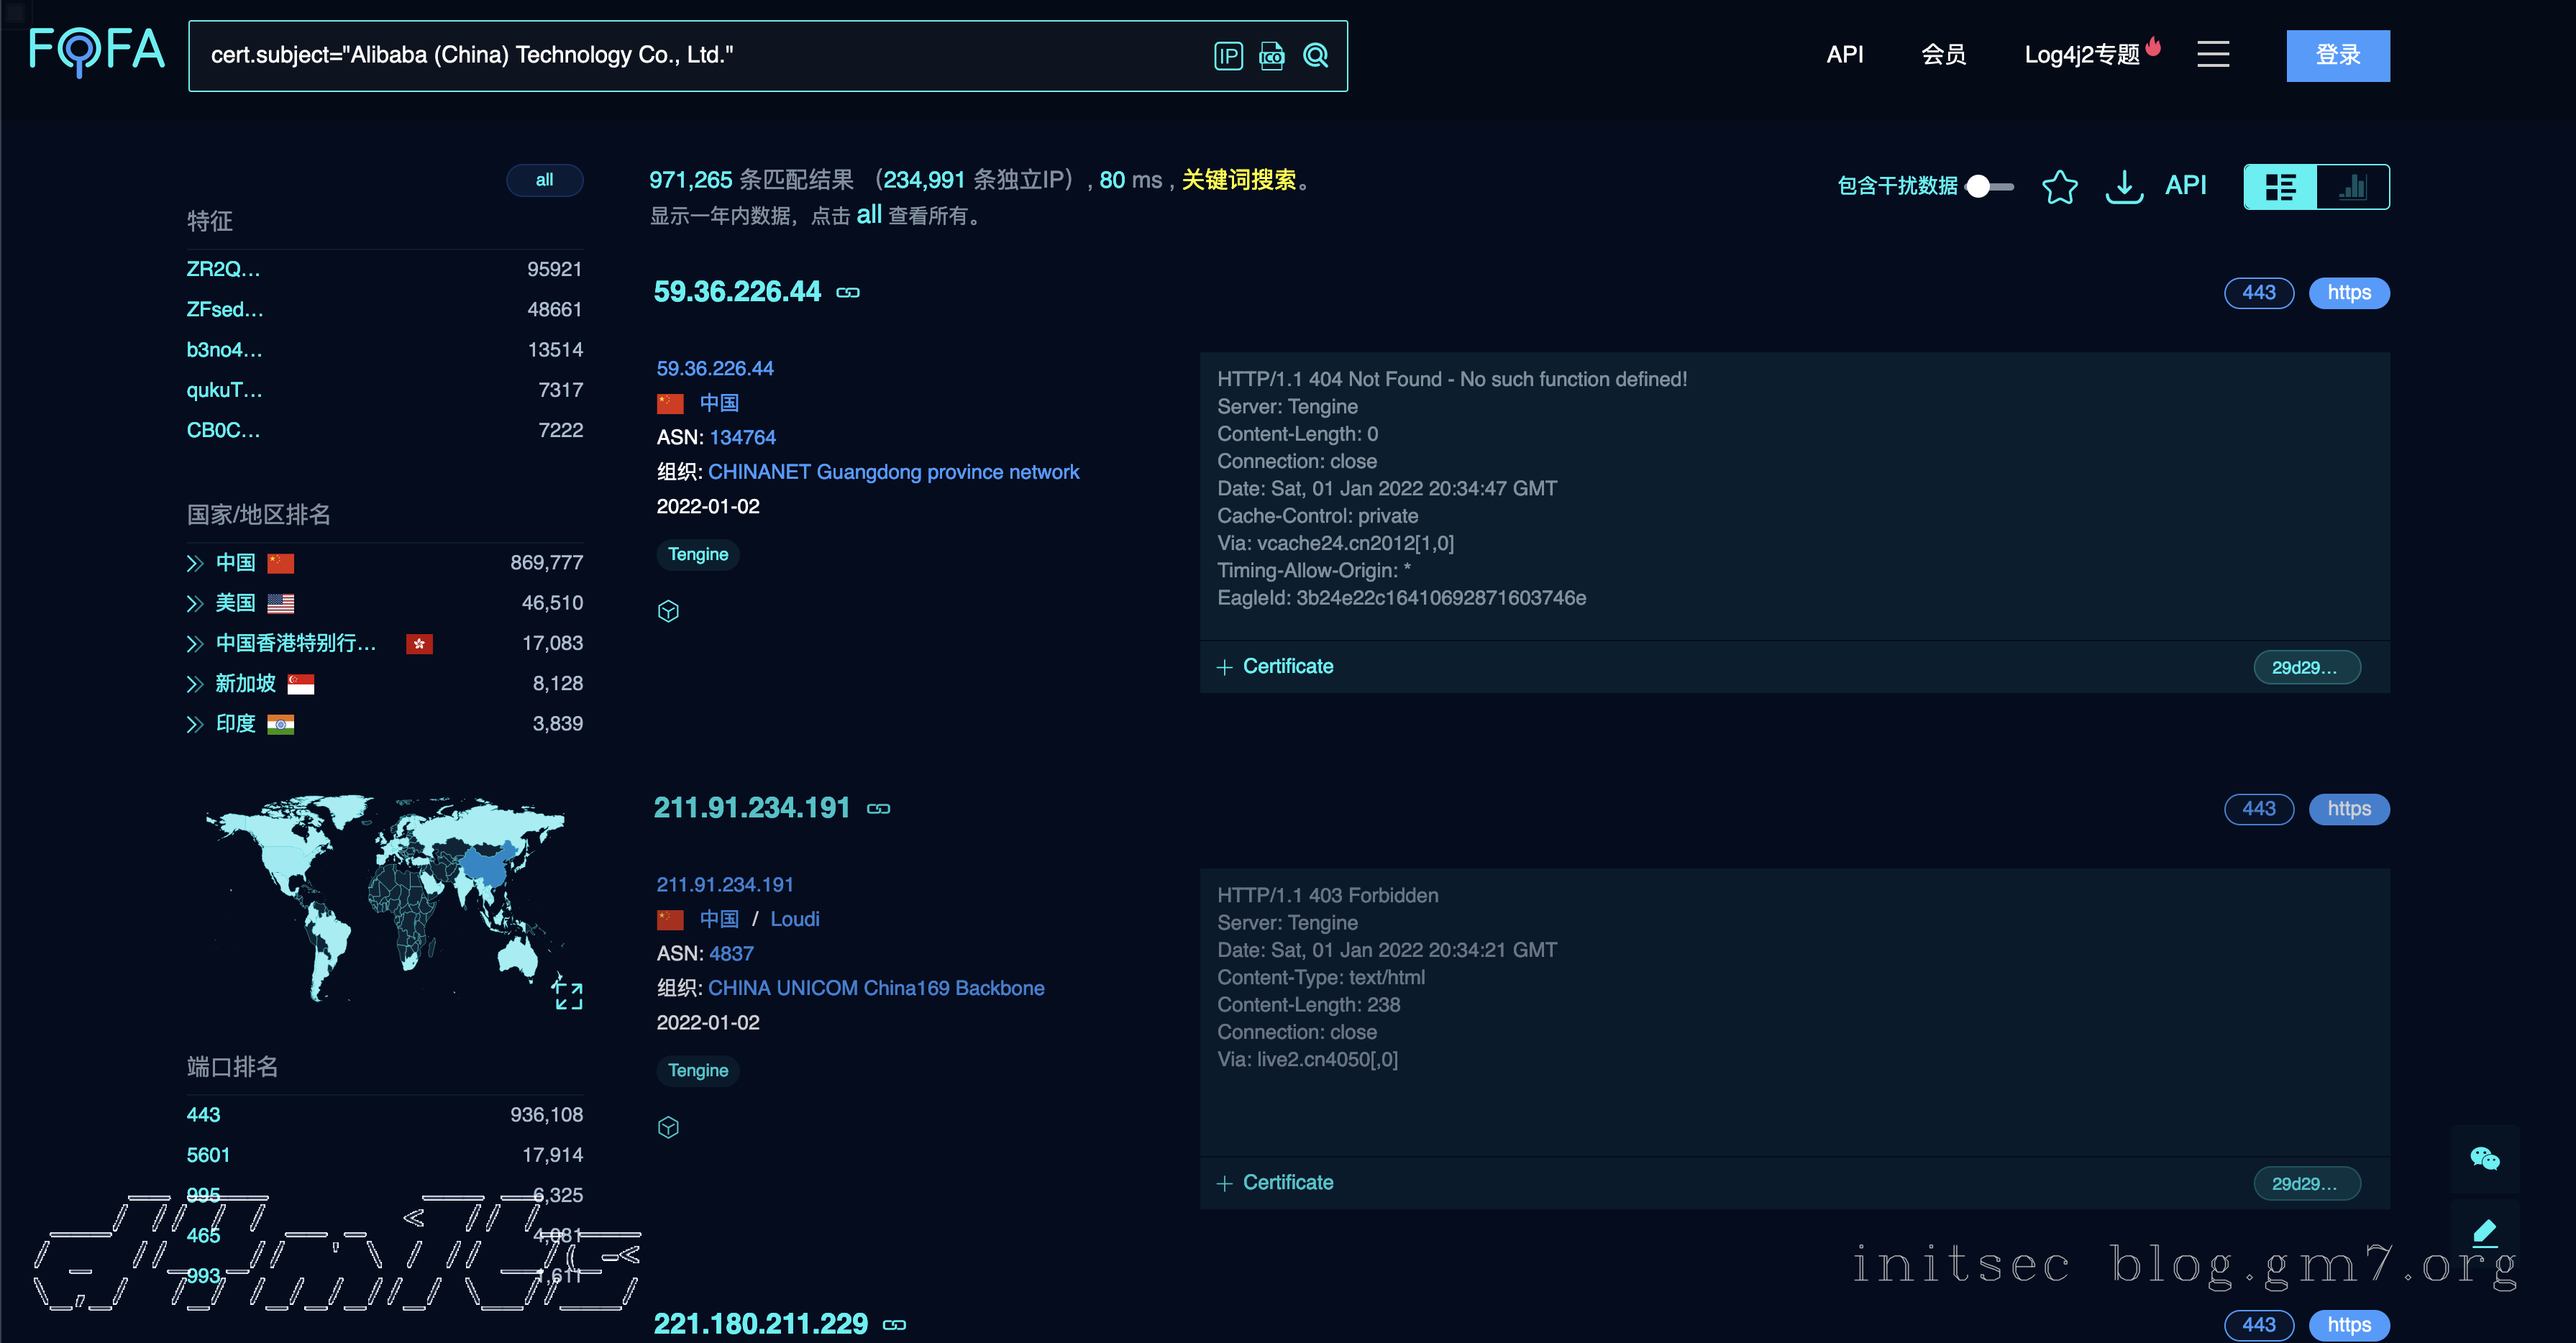 FOFA
cert.subject="Alibaba (China) Technology Co., Ltd."
IP
ICO
API
会员
Log4j2专题
登录
all
特征
ZR2Q... 95921
ZFsed... 48661
b3no4... 13514
qukuT... 7317
CB0C... 7222
国家/地区排名
中国 869,777
美国 46,510
中国香港特别行... 17,083
新加坡 8,128
印度 3,839
端口排名
443 936,108
5601 17,914
995 6,325
465 4,081
993 1,611
971,265 条匹配结果 （234,991 条独立IP）, 80 ms , 关键词搜索。
显示一年内数据，点击 all 查看所有。
包含干扰数据
API
59.36.226.44
443 https
59.36.226.44
中国
ASN: 134764
组织: CHINANET Guangdong province network
2022-01-02
Tengine
HTTP/1.1 404 Not Found - No such function defined!
Server: Tengine
Content-Length: 0
Connection: close
Date: Sat, 01 Jan 2022 20:34:47 GMT
Cache-Control: private
Via: vcache24.cn2012[1,0]
Timing-Allow-Origin: *
EagleId: 3b24e22c16410692871603746e
+ Certificate
29d29...
211.91.234.191
443 https
211.91.234.191
中国 / Loudi
ASN: 4837
组织: CHINA UNICOM China169 Backbone
2022-01-02
Tengine
HTTP/1.1 403 Forbidden
Server: Tengine
Date: Sat, 01 Jan 2022 20:34:21 GMT
Content-Type: text/html
Content-Length: 238
Connection: close
Via: live2.cn4050[,0]
+ Certificate
29d29...
221.180.211.229
443 https
initsec blog.gm7.org